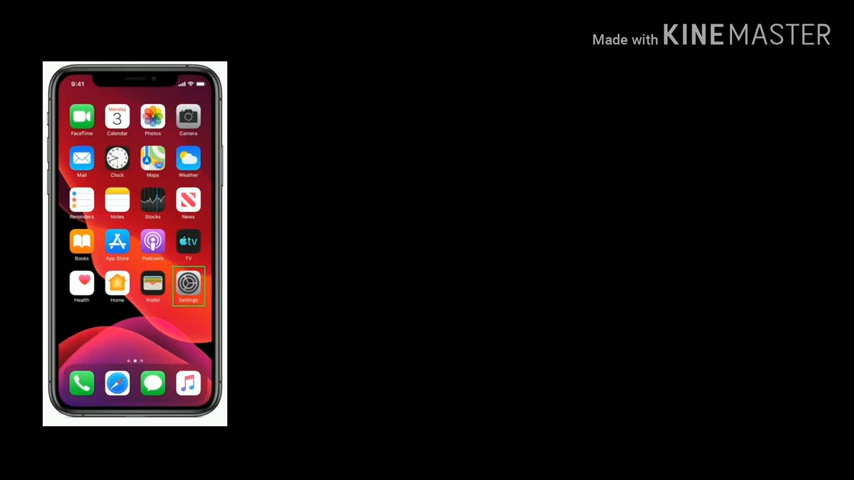 Made with KINEMASTER
9:41
Monday
3
FaceTime Calendar Photos Camera
Mail Clock Maps Weather
Reminders Notes Stocks News
tv
Books App Store Podcasts TV
Health Home Wallet Settings